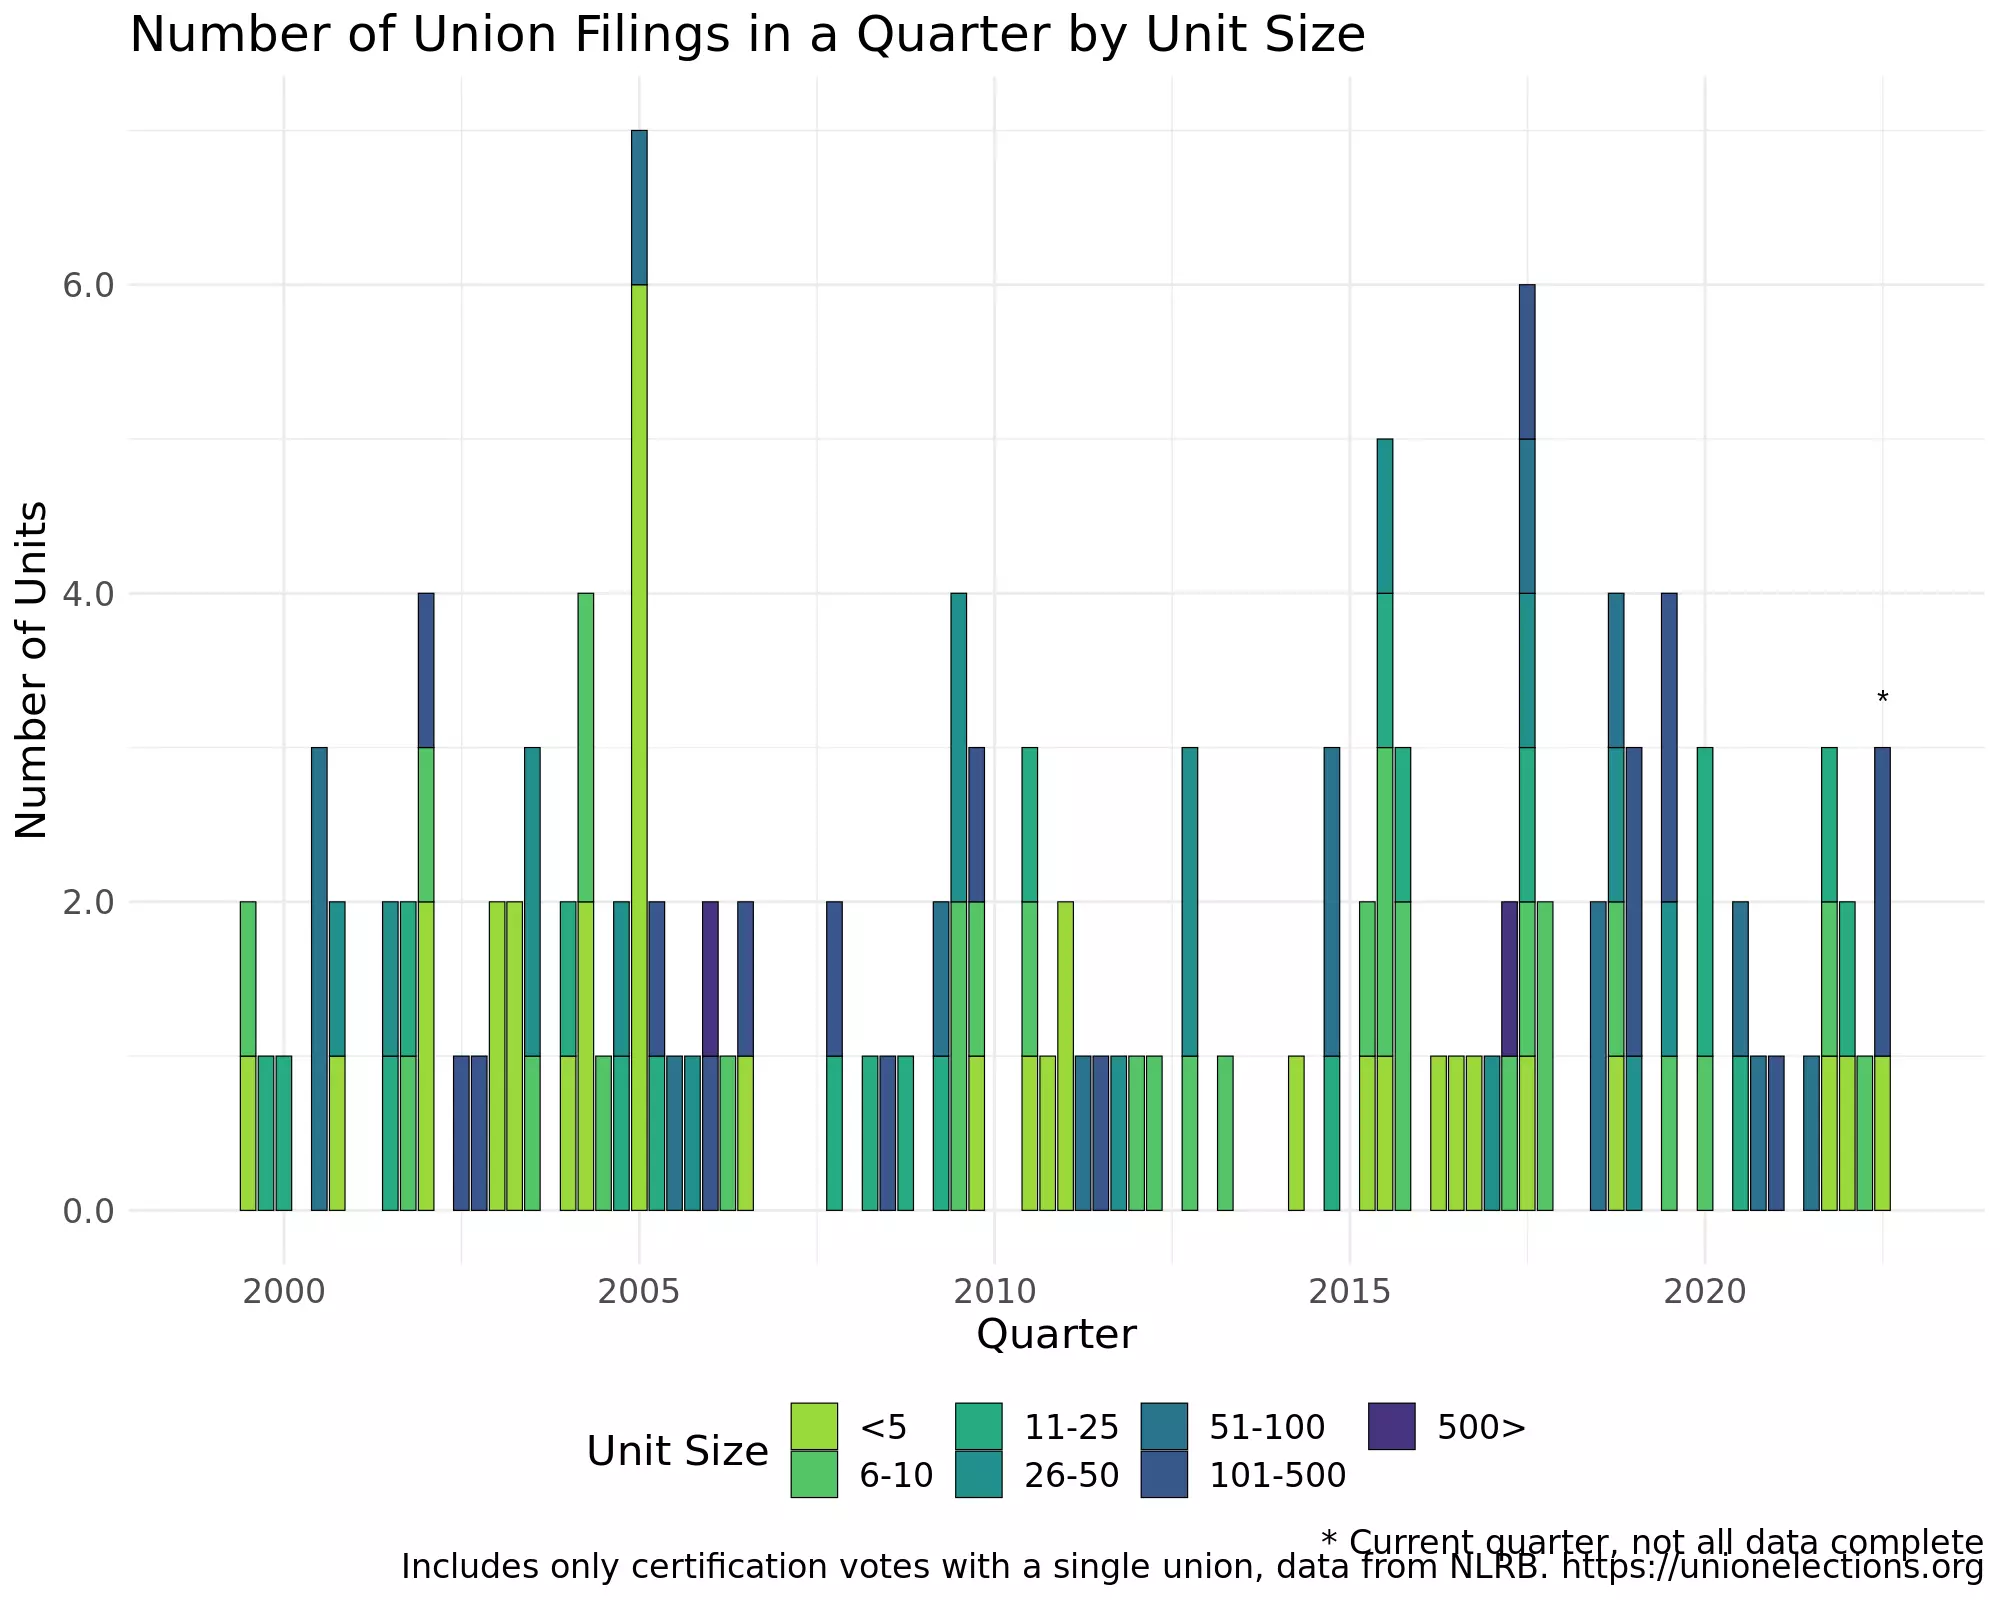 Number of Union Filings in a Quarter by Unit Size
Number of Units
6.0
4.0
2.0
0.0
*
2000 2005 2010 2015 2020
Quarter
Unit Size
<5 11-25 51-100 500>
6-10 26-50 101-500
* Current quarter, not all data complete
Includes only certification votes with a single union, data from NLRB. https://unionelections.org